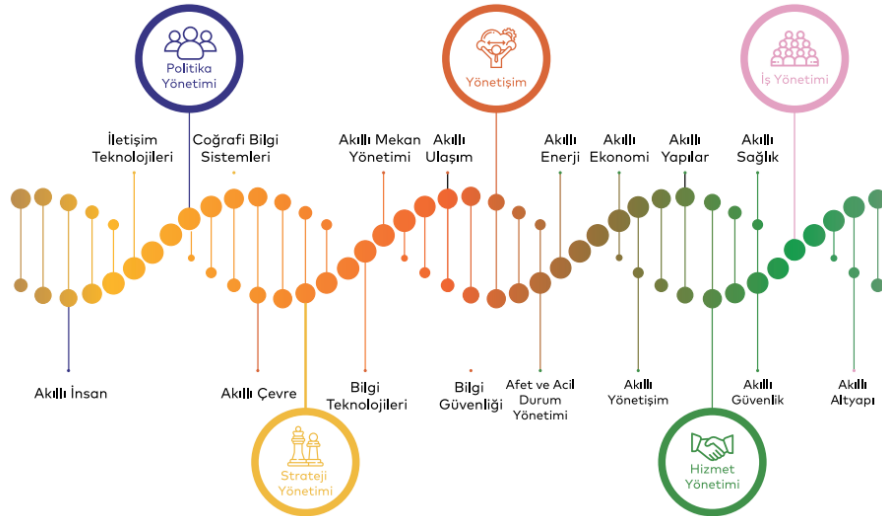 Politika
Yönetimi
Yönetişim
İş Yönetimi
İletişim
Teknolojileri
Coğrafi Bilgi
Sistemleri
Akıllı Mekan
Yönetimi
Akıllı
Ulaşım
Akıllı
Enerji
Akıllı
Ekonomi
Akıllı
Yapılar
Akıllı
Sağlık
Akıllı İnsan
Akıllı Çevre
Bilgi
Teknolojileri
Bilgi
Güvenliği
Afet ve Acil
Durum
Yönetimi
Akıllı
Yönetişim
Akıllı
Güvenlik
Akıllı
Altyapı
Strateji
Yönetimi
Hizmet
Yönetimi